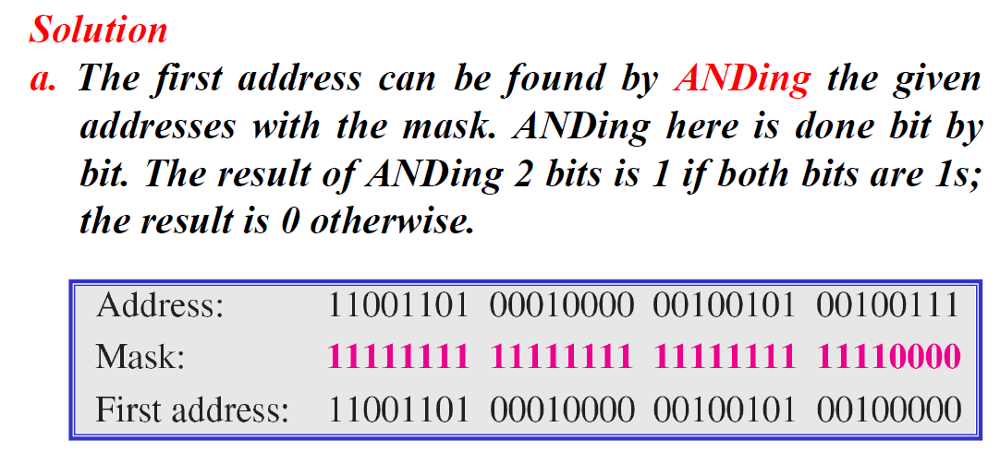 Solution
a. The first address can be found by ANDing the given
addresses with the mask. ANDing here is done bit by
bit. The result of ANDing 2 bits is 1 if both bits are 1s;
the result is 0 otherwise.
Address: 11001101 00010000 00100101 00100111
Mask: 11111111 11111111 11111111 11110000
First address: 11001101 00010000 00100101 00100000